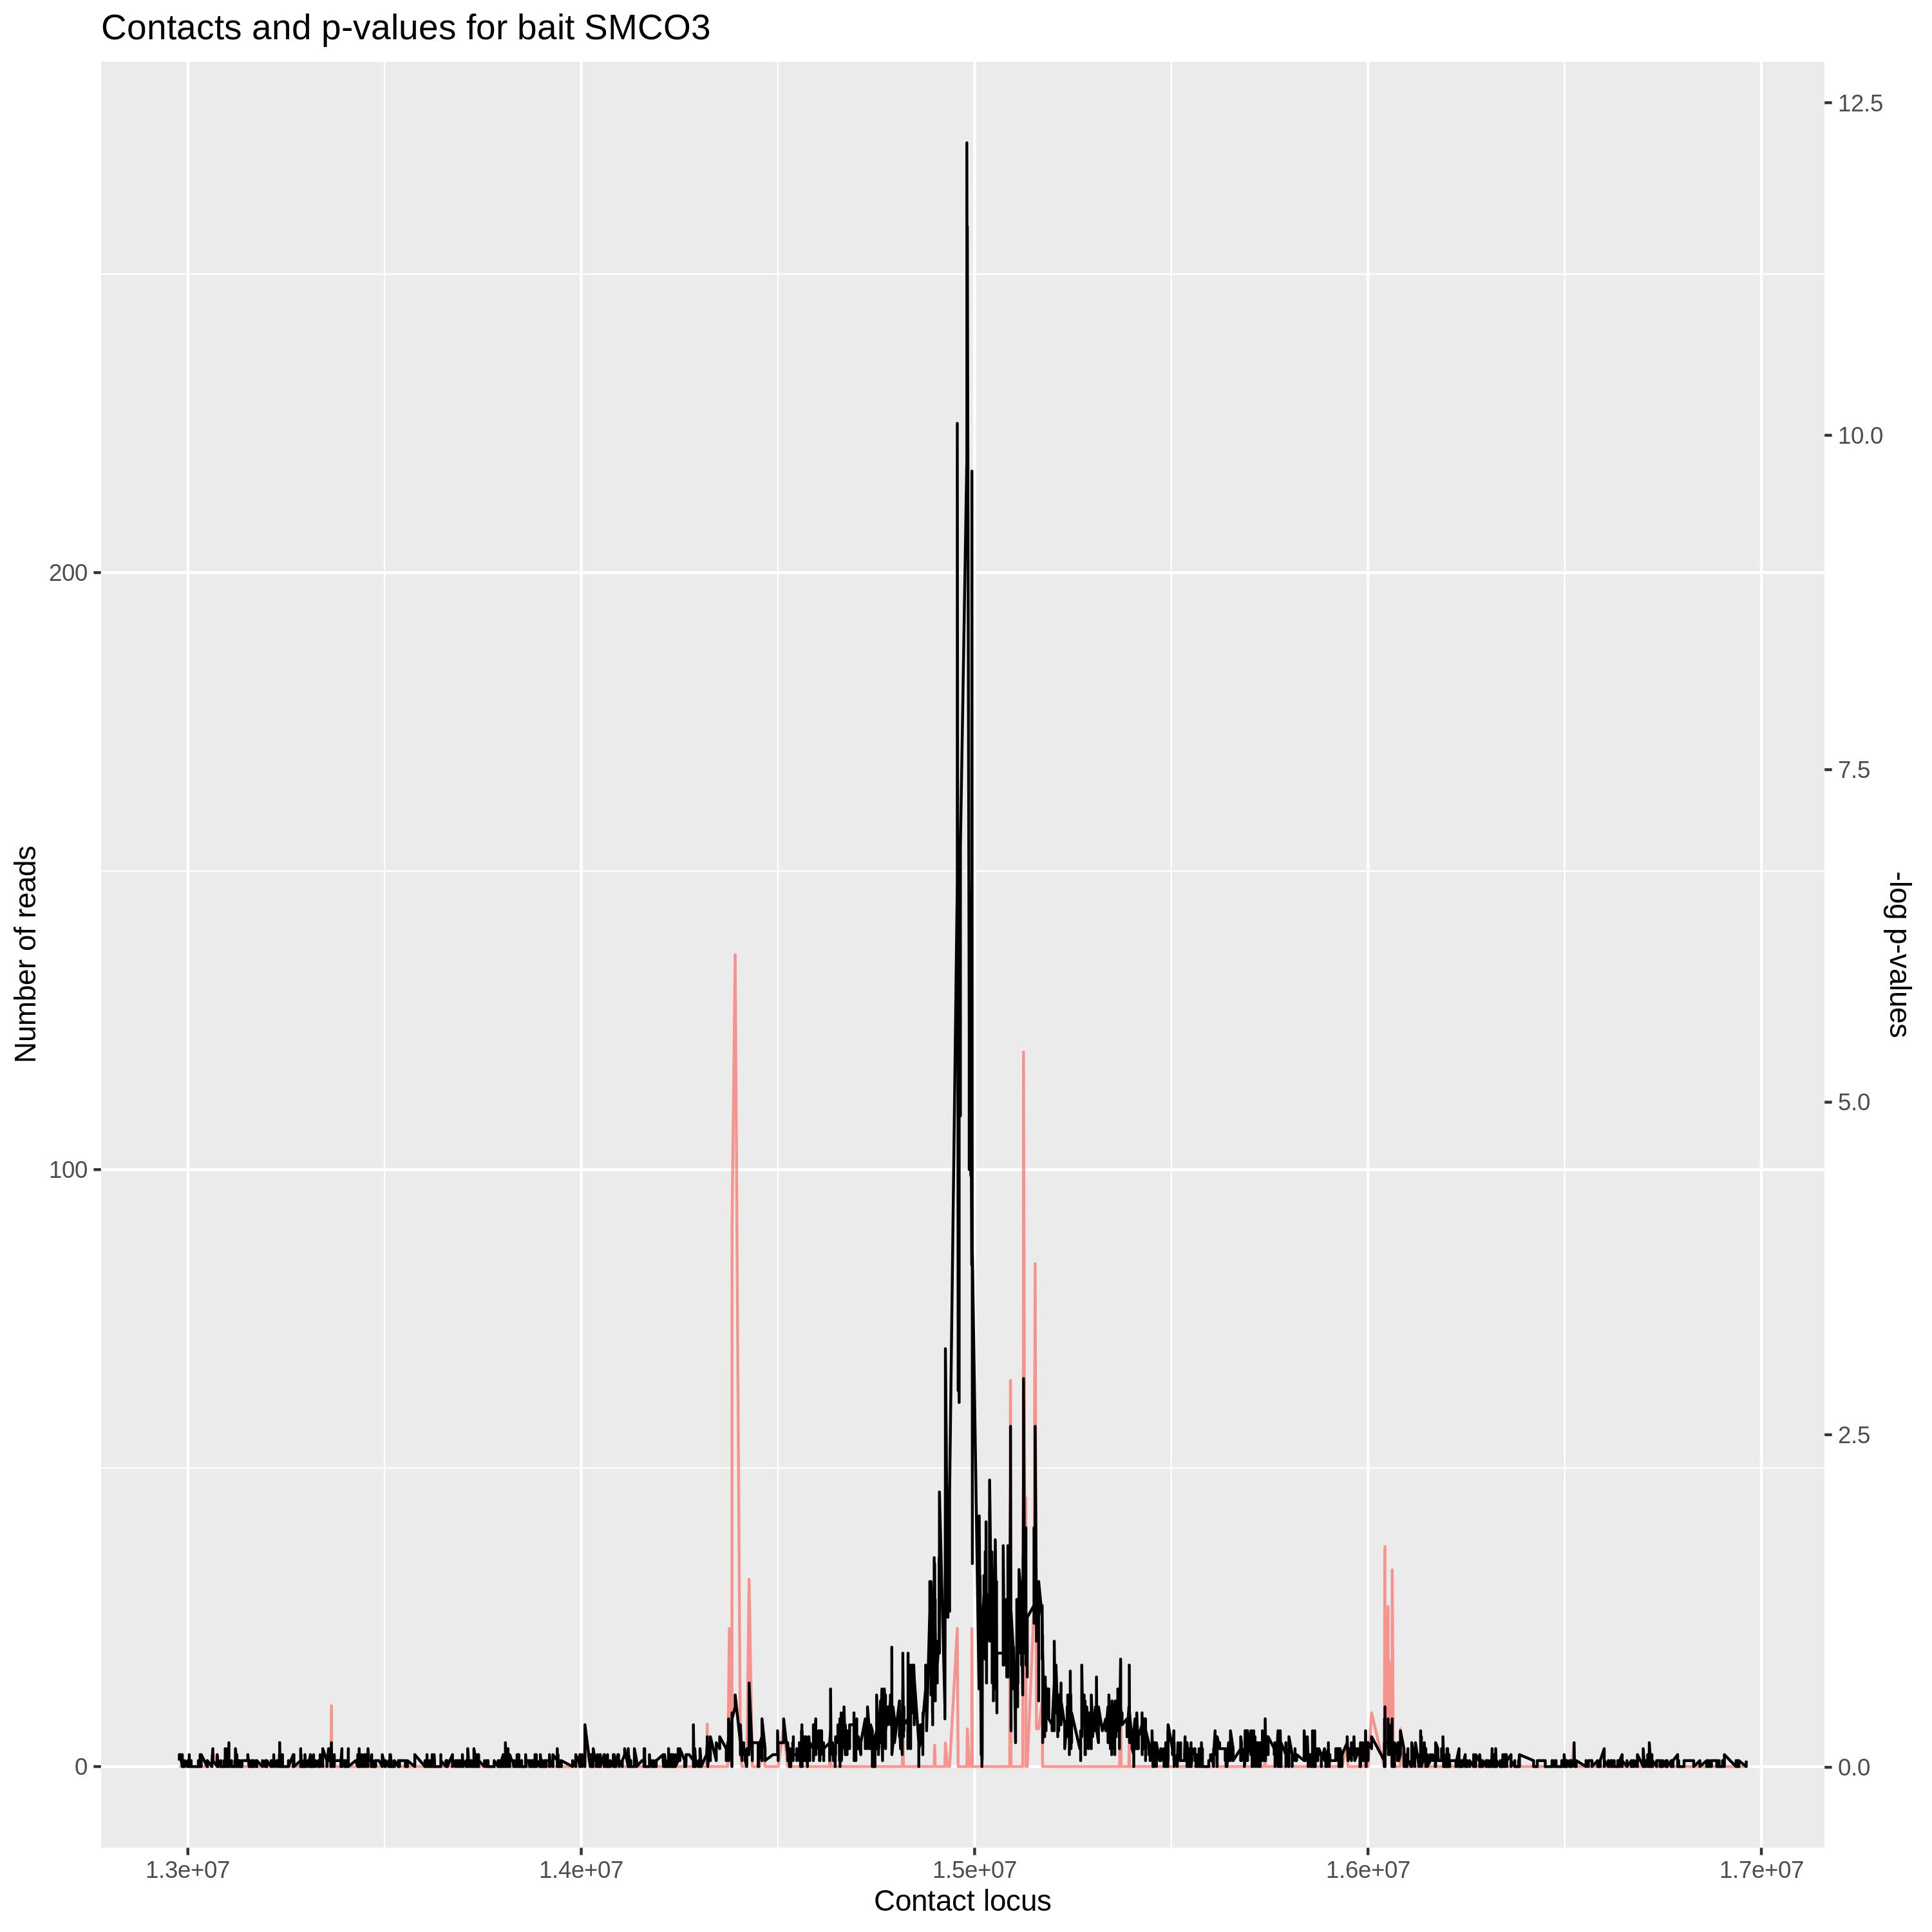 Contacts and p-values for bait SMCO3
Number of reads
200
100
0
12.5
10.0
7.5
5.0
2.5
0.0
-log p-values
1.3e+07
1.4e+07
1.5e+07
1.6e+07
1.7e+07
Contact locus